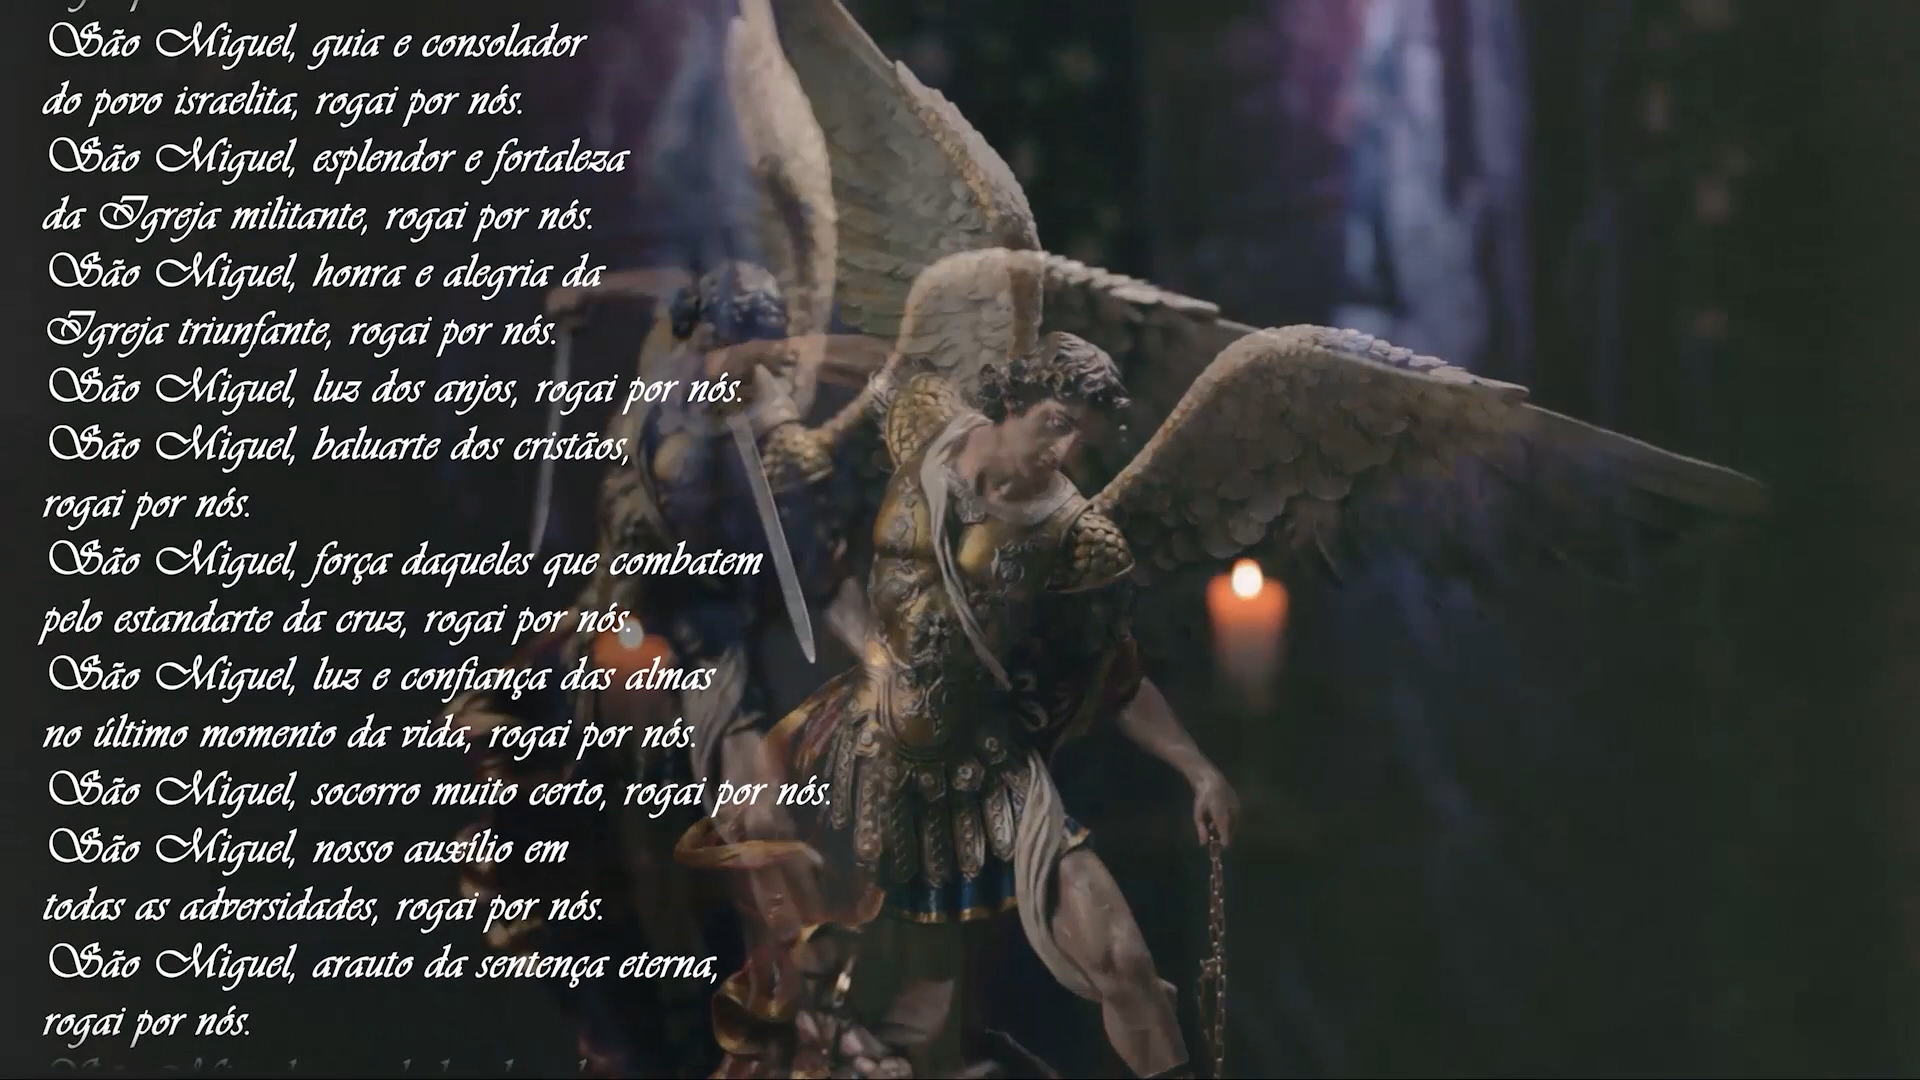 São Miguel, guia e consolador
do povo israelita, rogai por nós.
São Miguel, esplendor e fortaleza
da Igreja militante, rogai por nós.
São Miguel, honra e alegria da
Igreja triunfante, rogai por nós.
São Miguel, luz dos anjos, rogai por nós.
São Miguel, baluarte dos cristãos,
rogai por nós.
São Miguel, força daqueles que combatem
pelo estandarte da cruz, rogai por nós.
São Miguel, luz e confiança das almas
no último momento da vida, rogai por nós.
São Miguel, socorro muito certo, rogai por nós.
São Miguel, nosso auxílio em
todas as adversidades, rogai por nós.
São Miguel, arauto da sentença eterna,
rogai por nós.